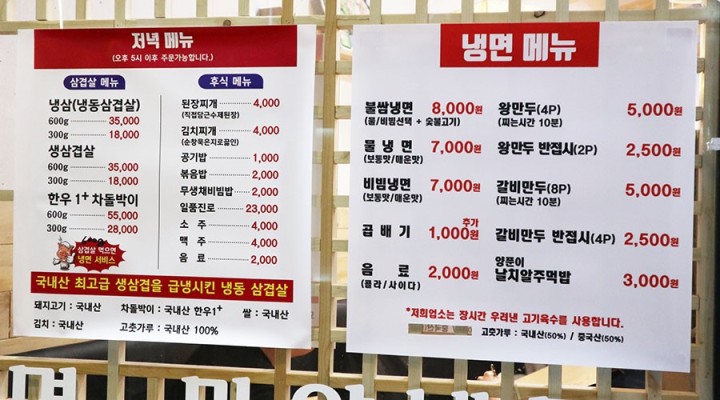 저녁 메뉴
(오후 5시 이후 주문가능합니다.)
삼겹살 메뉴
냉삼(냉동삼겹살)
600g 35,000
300g 18,000
생삼겹살
600g 35,000
300g 18,000
한우 1+ 차돌박이
600g 55,000
300g 28,000
삼겹살 먹으면
냉면 서비스
후식 메뉴
된장찌개 4,000
(직접담근수제된장)
김치찌개 4,000
(순창묵은지로끓인)
공기밥 1,000
볶음밥 2,000
무생채비빔밥 2,000
일품진로 23,000
소 주 4,000
맥 주 4,000
음 료 2,000
국내산 최고급 생삼겹을 급냉시킨 냉동 삼겹살
돼지고기 : 국내산 차돌박이 : 국내산 한우1+ 쌀 : 국내산
김치 : 국내산 고춧가루 : 국내산 100%
냉면 메뉴
불쌈냉면 8,000원
(물/비빔선택 + 숯불고기)
물 냉 면 7,000원
(보통맛/매운맛)
비빔냉면 7,000원
(보통맛/매운맛)
곱 배 기 추가 1,000원
음 료 2,000원
(콜라/사이다)
왕만두(4P) 5,000원
(찌는시간 10분)
왕만두 반접시(2P) 2,500원
갈비만두(8P) 5,000원
(찌는시간 10분)
갈비만두 반접시(4P) 2,500원
양푼이
날치알주먹밥 3,000원
*저희업소는 장시간 우려낸 고기육수를 사용합니다.
고춧가루 : 국내산(50%) / 중국산(50%)